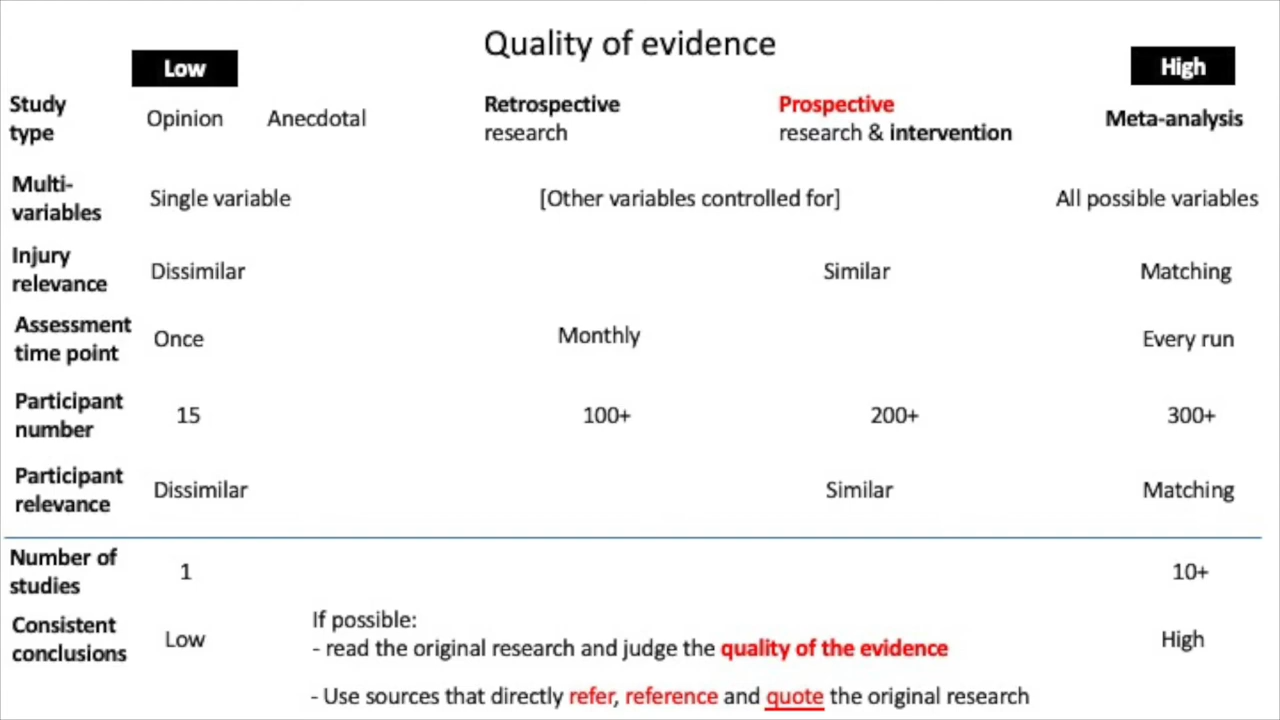 Quality of evidence
Low
High
Study
type
Opinion
Anecdotal
Retrospective
research
Prospective
research & intervention
Meta-analysis
Multi-
variables
Single variable
[Other variables controlled for]
All possible variables
Injury
relevance
Dissimilar
Similar
Matching
Assessment
time point
Once
Monthly
Every run
Participant
number
15
100+
200+
300+
Participant
relevance
Dissimilar
Similar
Matching
Number of
studies
1
10+
Consistent
conclusions
Low
If possible:
- read the original research and judge the quality of the evidence
- Use sources that directly refer, reference and quote the original research
High